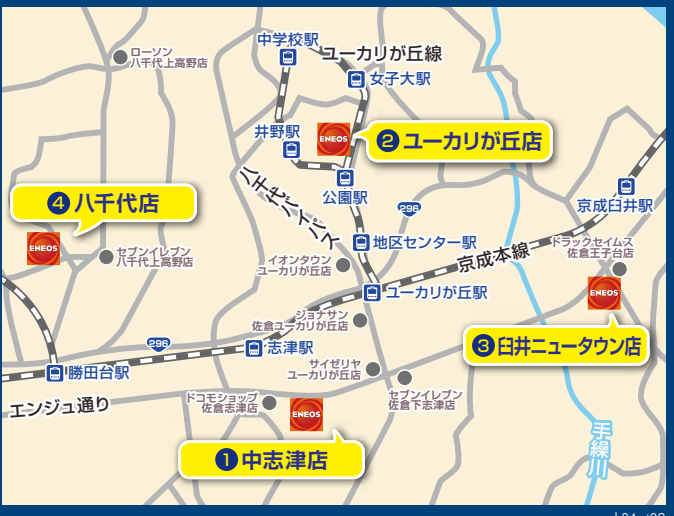 中学校駅
ユーカリが丘線
ローソン
八千代上高野店
女子大駅
井野駅
ENEOS
❷ユーカリが丘店
公園駅
八千代バイパス
❹八千代店
296
京成臼井駅
ENEOS
セブンイレブン
八千代上高野店
地区センター駅
イオンタウン
ユーカリが丘店
京成本線
ドラックセイムス
佐倉王子台店
ユーカリが丘駅
ENEOS
ジョナサン
佐倉ユーカリが丘店
296
志津駅
❸臼井ニュータウン店
勝田台駅
サイゼリヤ
ユーカリが丘店
エンジュ通り
ドコモショップ
佐倉志津店
ENEOS
セブンイレブン
佐倉下志津店
手繰川
❶中志津店